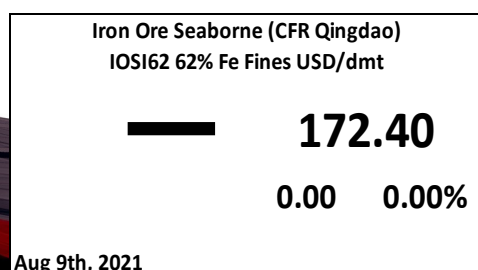 Iron Ore Seaborne (CFR Qingdao)
IOSI62 62% Fe Fines USD/dmt
172.40
0.00 0.00%
Aug 9th, 2021